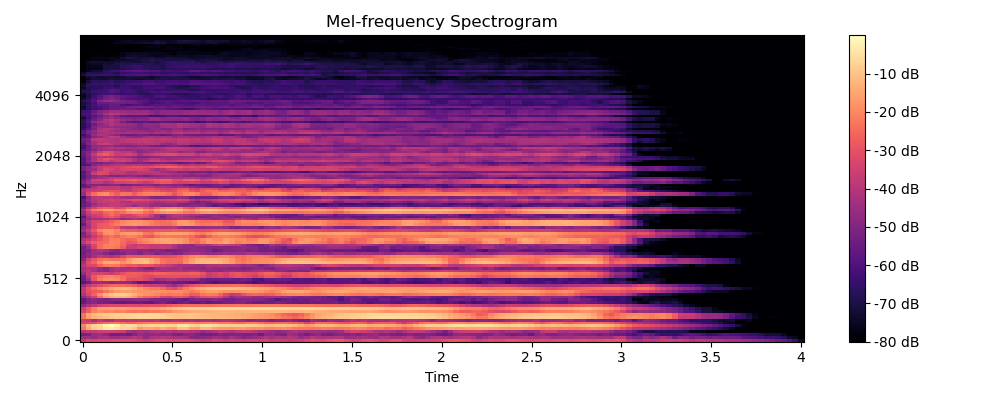 Mel-frequency Spectrogram
Hz
4096
2048
1024
512
0
0
0.5
1
1.5
2
2.5
3
3.5
4
Time
-10 dB
-20 dB
-30 dB
-40 dB
-50 dB
-60 dB
-70 dB
-80 dB